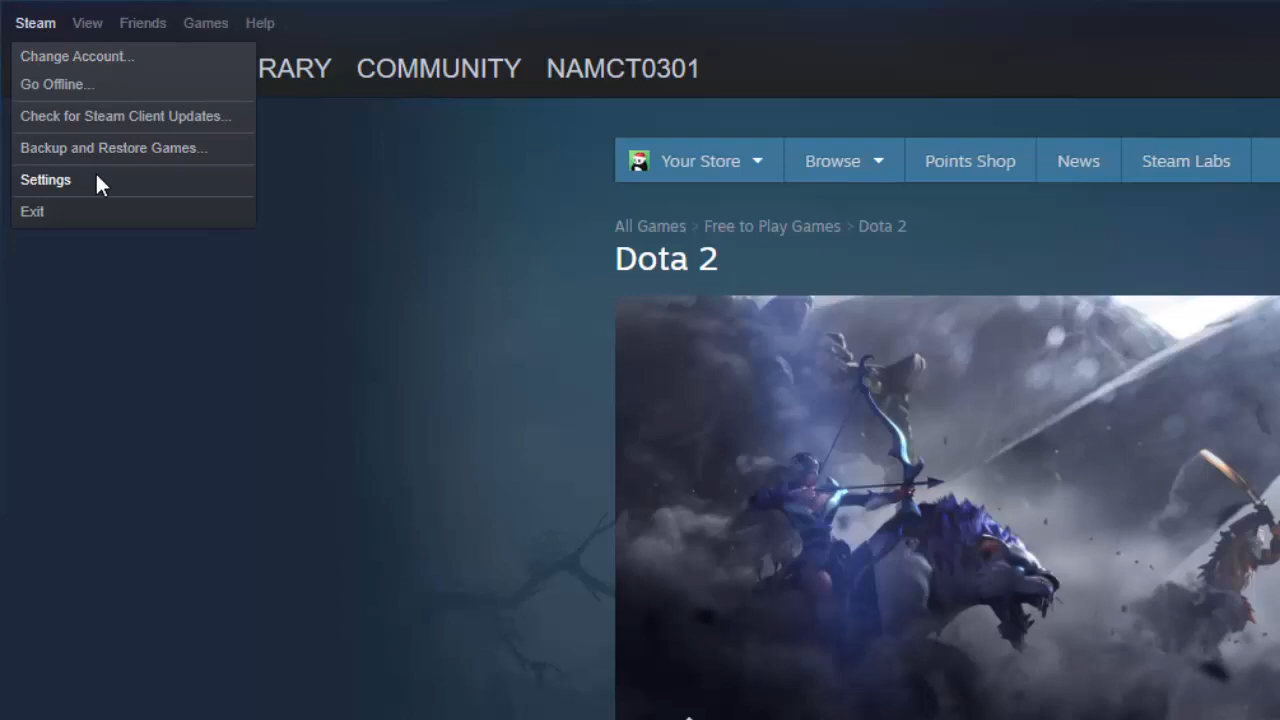 Steam View Friends Games Help
Change Account...
Go Offline...
Check for Steam Client Updates...
Backup and Restore Games...
Settings
Exit
RARY COMMUNITY NAMCT0301
Your Store Browse Points Shop News Steam Labs
All Games > Free to Play Games > Dota 2
Dota 2